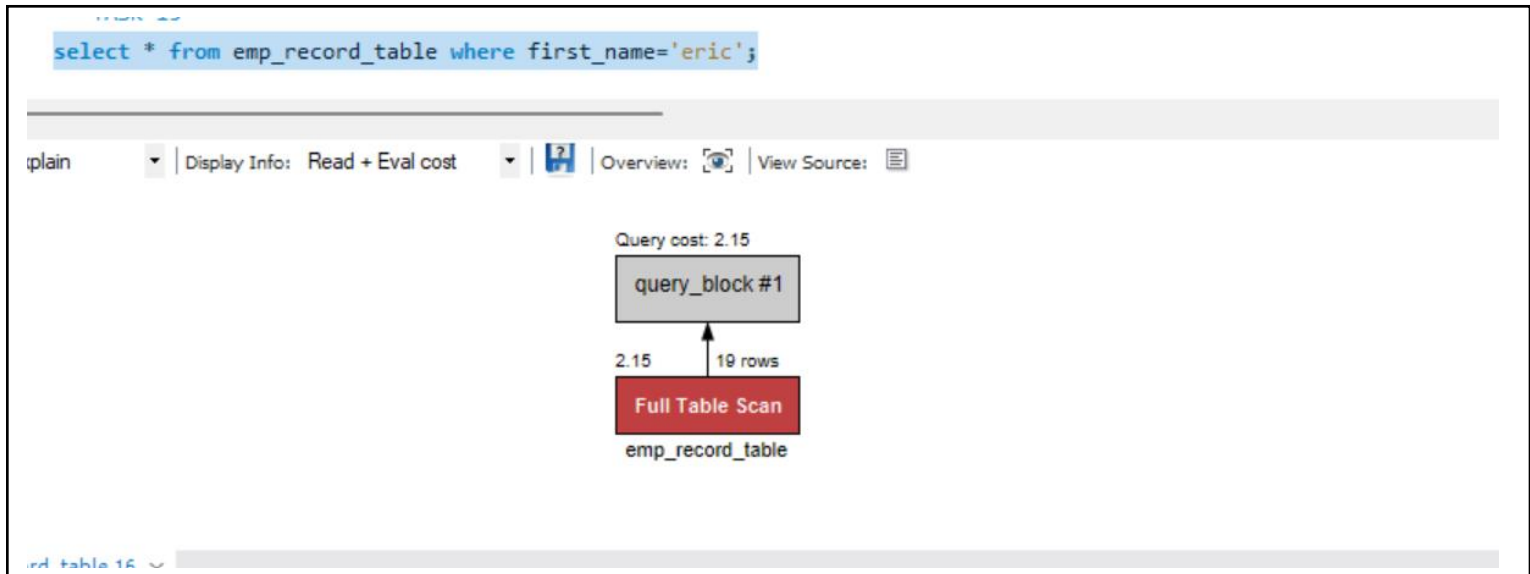 select * from emp_record_table where first_name='eric';
xplain Display Info: Read + Eval cost Overview: View Source:
Query cost: 2.15
query_block #1
2.15 19 rows
Full Table Scan
emp_record_table